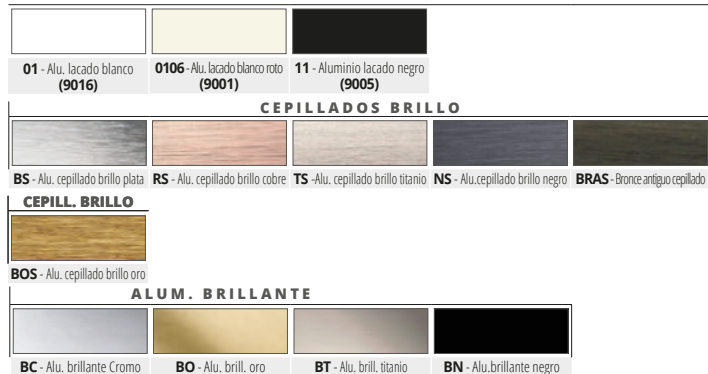 01 - Alu. lacado blanco
(9016)
0106 - Alu. lacado blanco roto
(9001)
11 - Aluminio lacado negro
(9005)
CEPILLADOS BRILLO
BS - Alu. cepillado brillo plata
RS - Alu. cepillado brillo cobre
TS -Alu. cepillado brillo titanio
NS - Alu.cepillado brillo negro
BRAS - Bronce antiguo cepillado
CEPILL. BRILLO
BOS - Alu. cepillado brillo oro
ALUM. BRILLANTE
BC - Alu. brillante Cromo
BO - Alu. brill. oro
BT - Alu. brill. titanio
BN - Alu.brillante negro